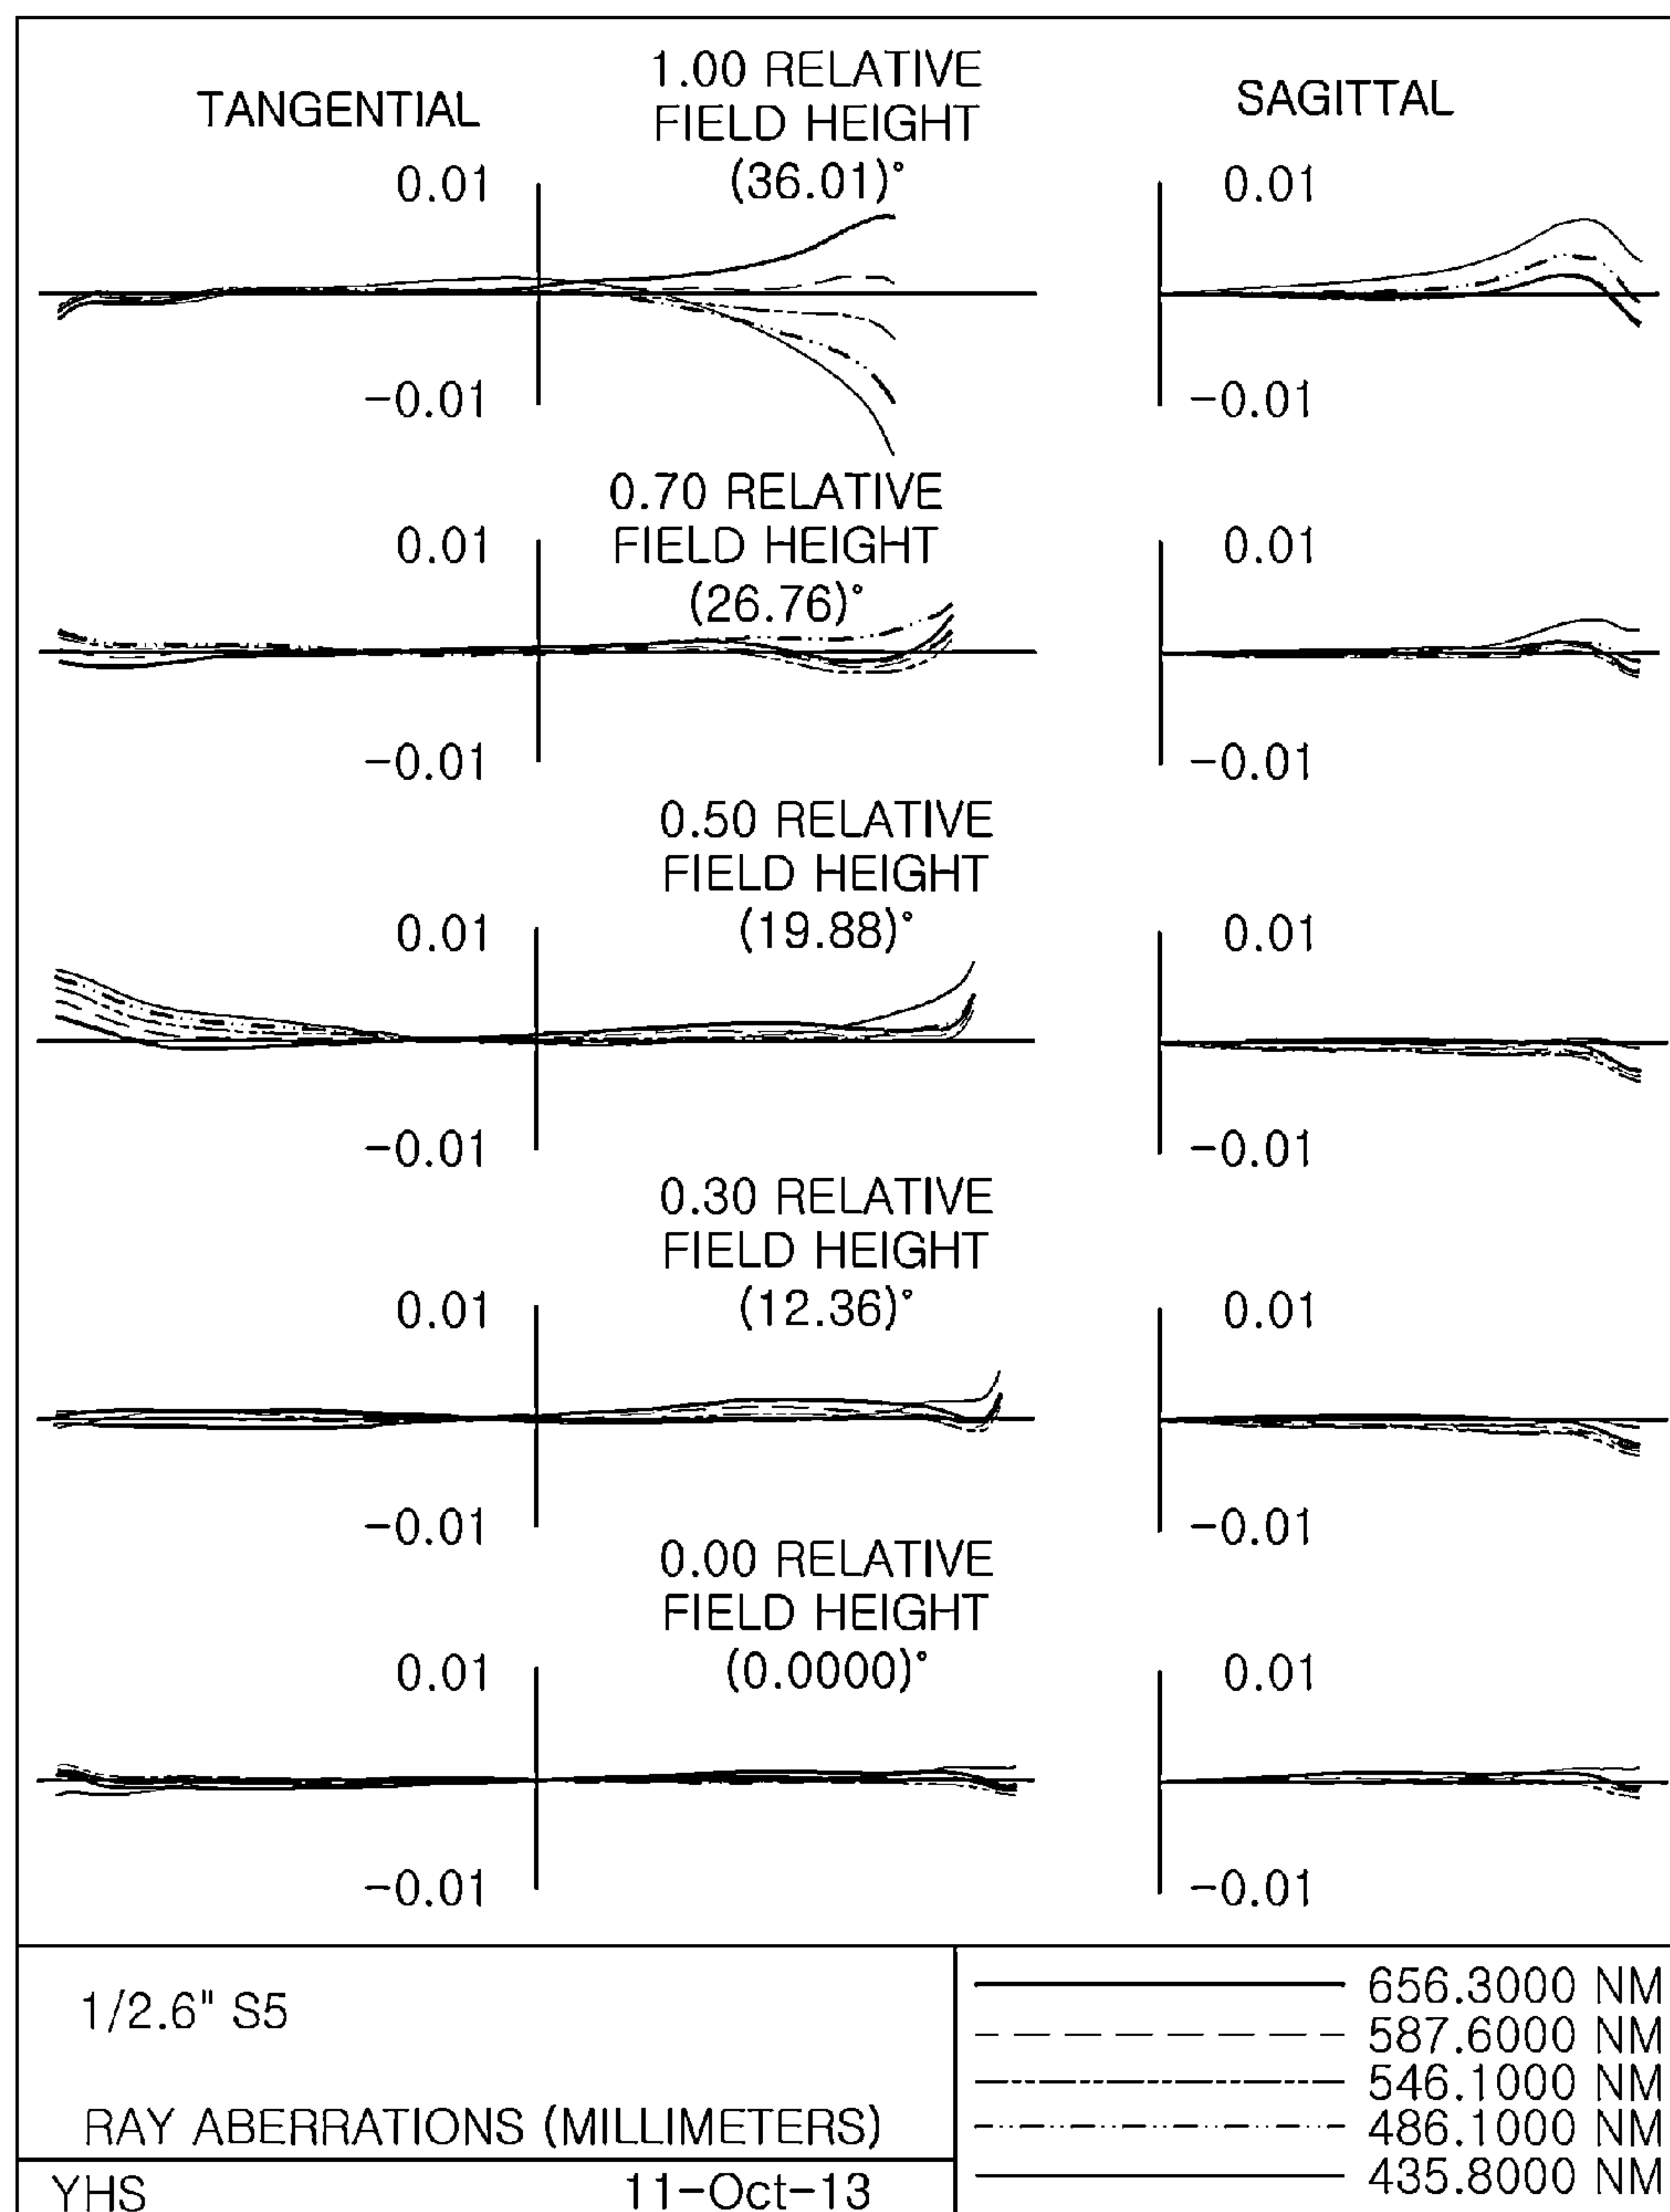 TANGENTIAL
1.00 RELATIVE
FIELD HEIGHT
(36.01)°
SAGITTAL
0.01
0.01
-0.01
-0.01
0.70 RELATIVE
FIELD HEIGHT
(26.76)°
0.01
0.01
-0.01
-0.01
0.50 RELATIVE
FIELD HEIGHT
(19.88)°
0.01
0.01
-0.01
-0.01
0.30 RELATIVE
FIELD HEIGHT
(12.36)°
0.01
0.01
-0.01
-0.01
0.00 RELATIVE
FIELD HEIGHT
(0.0000)°
0.01
0.01
-0.01
-0.01
1/2.6" S5
RAY ABERRATIONS (MILLIMETERS)
YHS 11-Oct-13
656.3000 NM
587.6000 NM
546.1000 NM
486.1000 NM
435.8000 NM